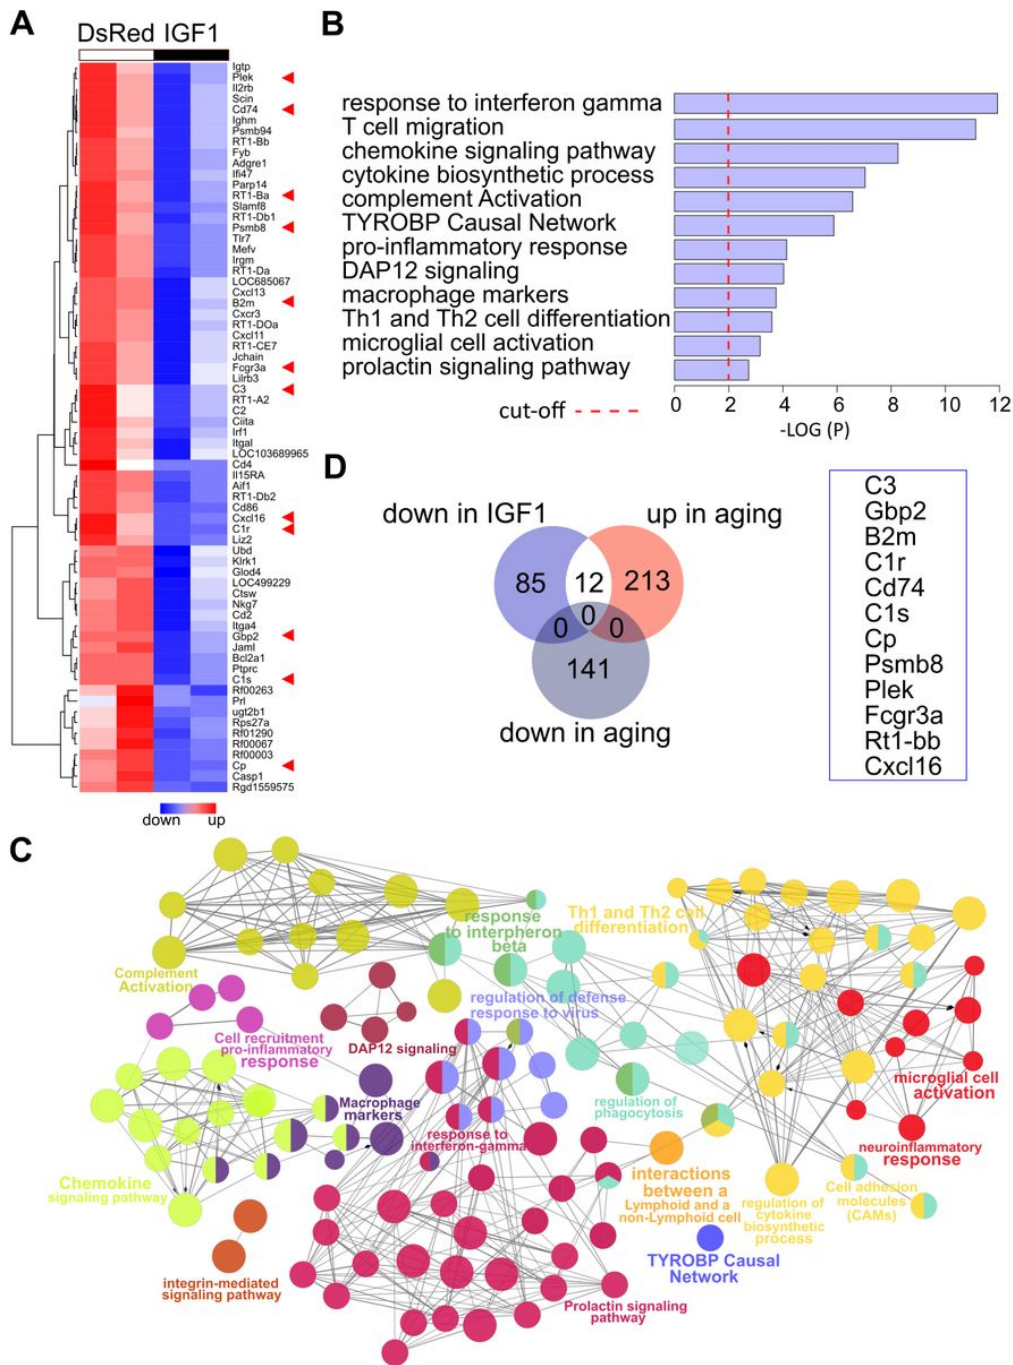 A
DsRed IGF1
Igtp
Plek
Il2rb
Scin
Cd74
Ighm
Psmb94
RT1-Bb
Fyb
Adgre1
Ifi47
Parp14
RT1-Ba
Slamf8
RT1-Db1
Psmb8
Tlr7
Mefv
Irgm
RT1-Da
LOC685067
Cxcl13
B2m
Cxcr3
RT1-DOa
Cxcl11
RT1-CE7
Jchain
Fcgr3a
Lilrb3
C3
RT1-A2
C2
Ciita
Irf1
Itgal
LOC103689965
Cd4
Il15RA
Aif1
RT1-Db2
Cd86
Cxcl16
C1r
Liz2
Ubd
Klrk1
Glod4
LOC499229
Ctsw
Nkg7
Cd2
Itga4
Gbp2
Jaml
Bcl2a1
Ptprc
C1s
Rf00263
Prl
ugt2b1
Rps27a
Rf01290
Rf00067
Rf00003
Cp
Casp1
Rgd1559575
down up
B
response to interferon gamma
T cell migration
chemokine signaling pathway
cytokine biosynthetic process
complement Activation
TYROBP Causal Network
pro-inflammatory response
DAP12 signaling
macrophage markers
Th1 and Th2 cell differentiation
microglial cell activation
prolactin signaling pathway
cut-off
0 2 4 6 8 10 12
-LOG (P)
D
down in IGF1
up in aging
85 12 213
0
0 0
141
down in aging
C3
Gbp2
B2m
C1r
Cd74
C1s
Cp
Psmb8
Plek
Fcgr3a
Rt1-bb
Cxcl16
C
response
to interpheron
beta
Th1 and Th2 cell
differentiation
Complement
Activation
regulation of defense
response to virus
Cell recruitment
pro-inflammatory
response
DAP12 signaling
Macrophage
markers
regulation of
phagocytosis
microglial cell
activation
response to
interferon-gamma
neuroinflammatory
response
Chemokine
signaling pathway
interactions
between a
Lymphoid and a
non-Lymphoid cell
regulation of
cytokine
biosynthetic
process
Cell adhesion
molecules
(CAMs)
TYROBP Causal
Network
integrin-mediated
signaling pathway
Prolactin signaling
pathway